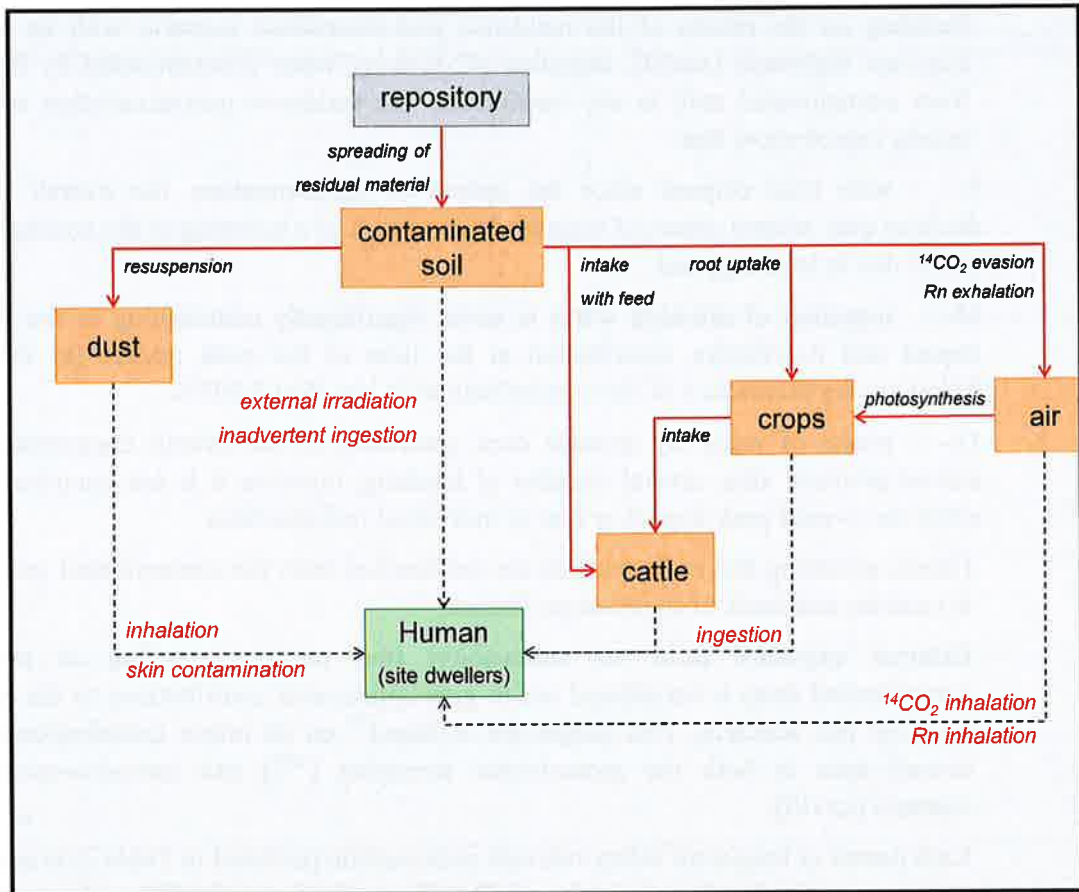 repository
spreading of
residual material
contaminated
soil
resuspension
intake
with feed
root uptake
¹⁴CO₂ evasion
Rn exhalation
dust
external irradiation
inadvertent ingestion
intake
crops
photosynthesis
air
cattle
inhalation
skin contamination
Human
(site dwellers)
ingestion
¹⁴CO₂ inhalation
Rn inhalation